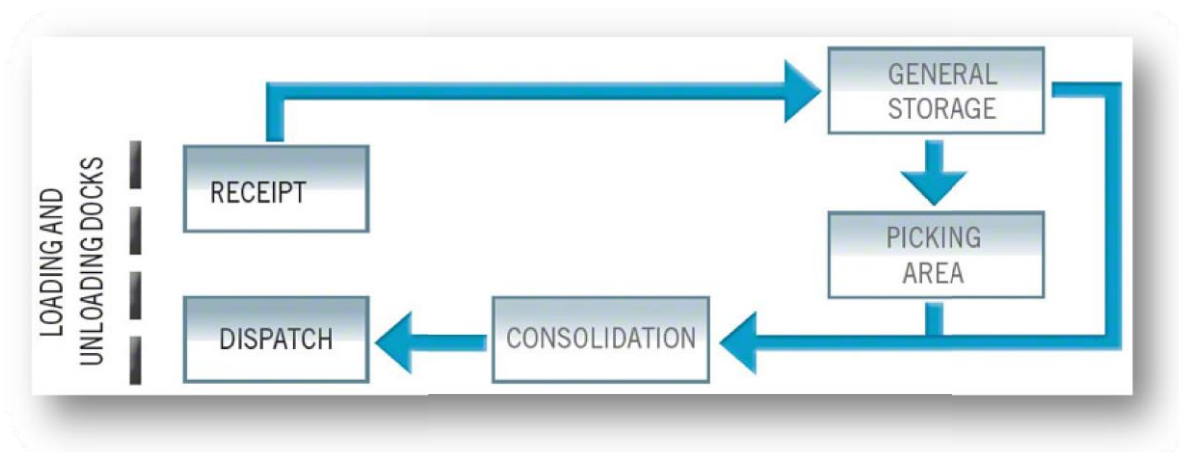 LOADING AND
UNLOADING DOCKS
RECEIPT
GENERAL
STORAGE
PICKING
AREA
DISPATCH
CONSOLIDATION